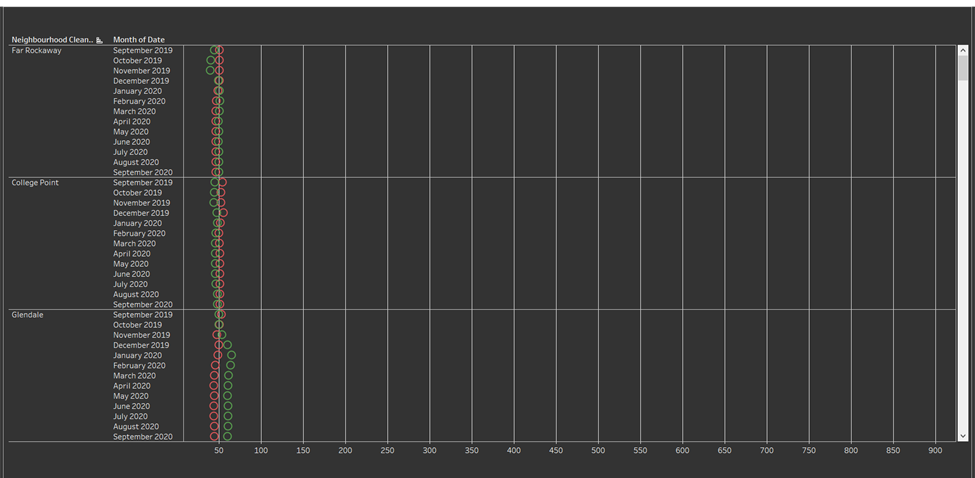 Neighbourhood Clean.. Month of Date
Far Rockaway September 2019
October 2019
November 2019
December 2019
January 2020
February 2020
March 2020
April 2020
May 2020
June 2020
July 2020
August 2020
September 2020
College Point September 2019
October 2019
November 2019
December 2019
January 2020
February 2020
March 2020
April 2020
May 2020
June 2020
July 2020
August 2020
September 2020
Glendale September 2019
October 2019
November 2019
December 2019
January 2020
February 2020
March 2020
April 2020
May 2020
June 2020
July 2020
August 2020
September 2020
50 100 150 200 250 300 350 400 450 500 550 600 650 700 750 800 850 900